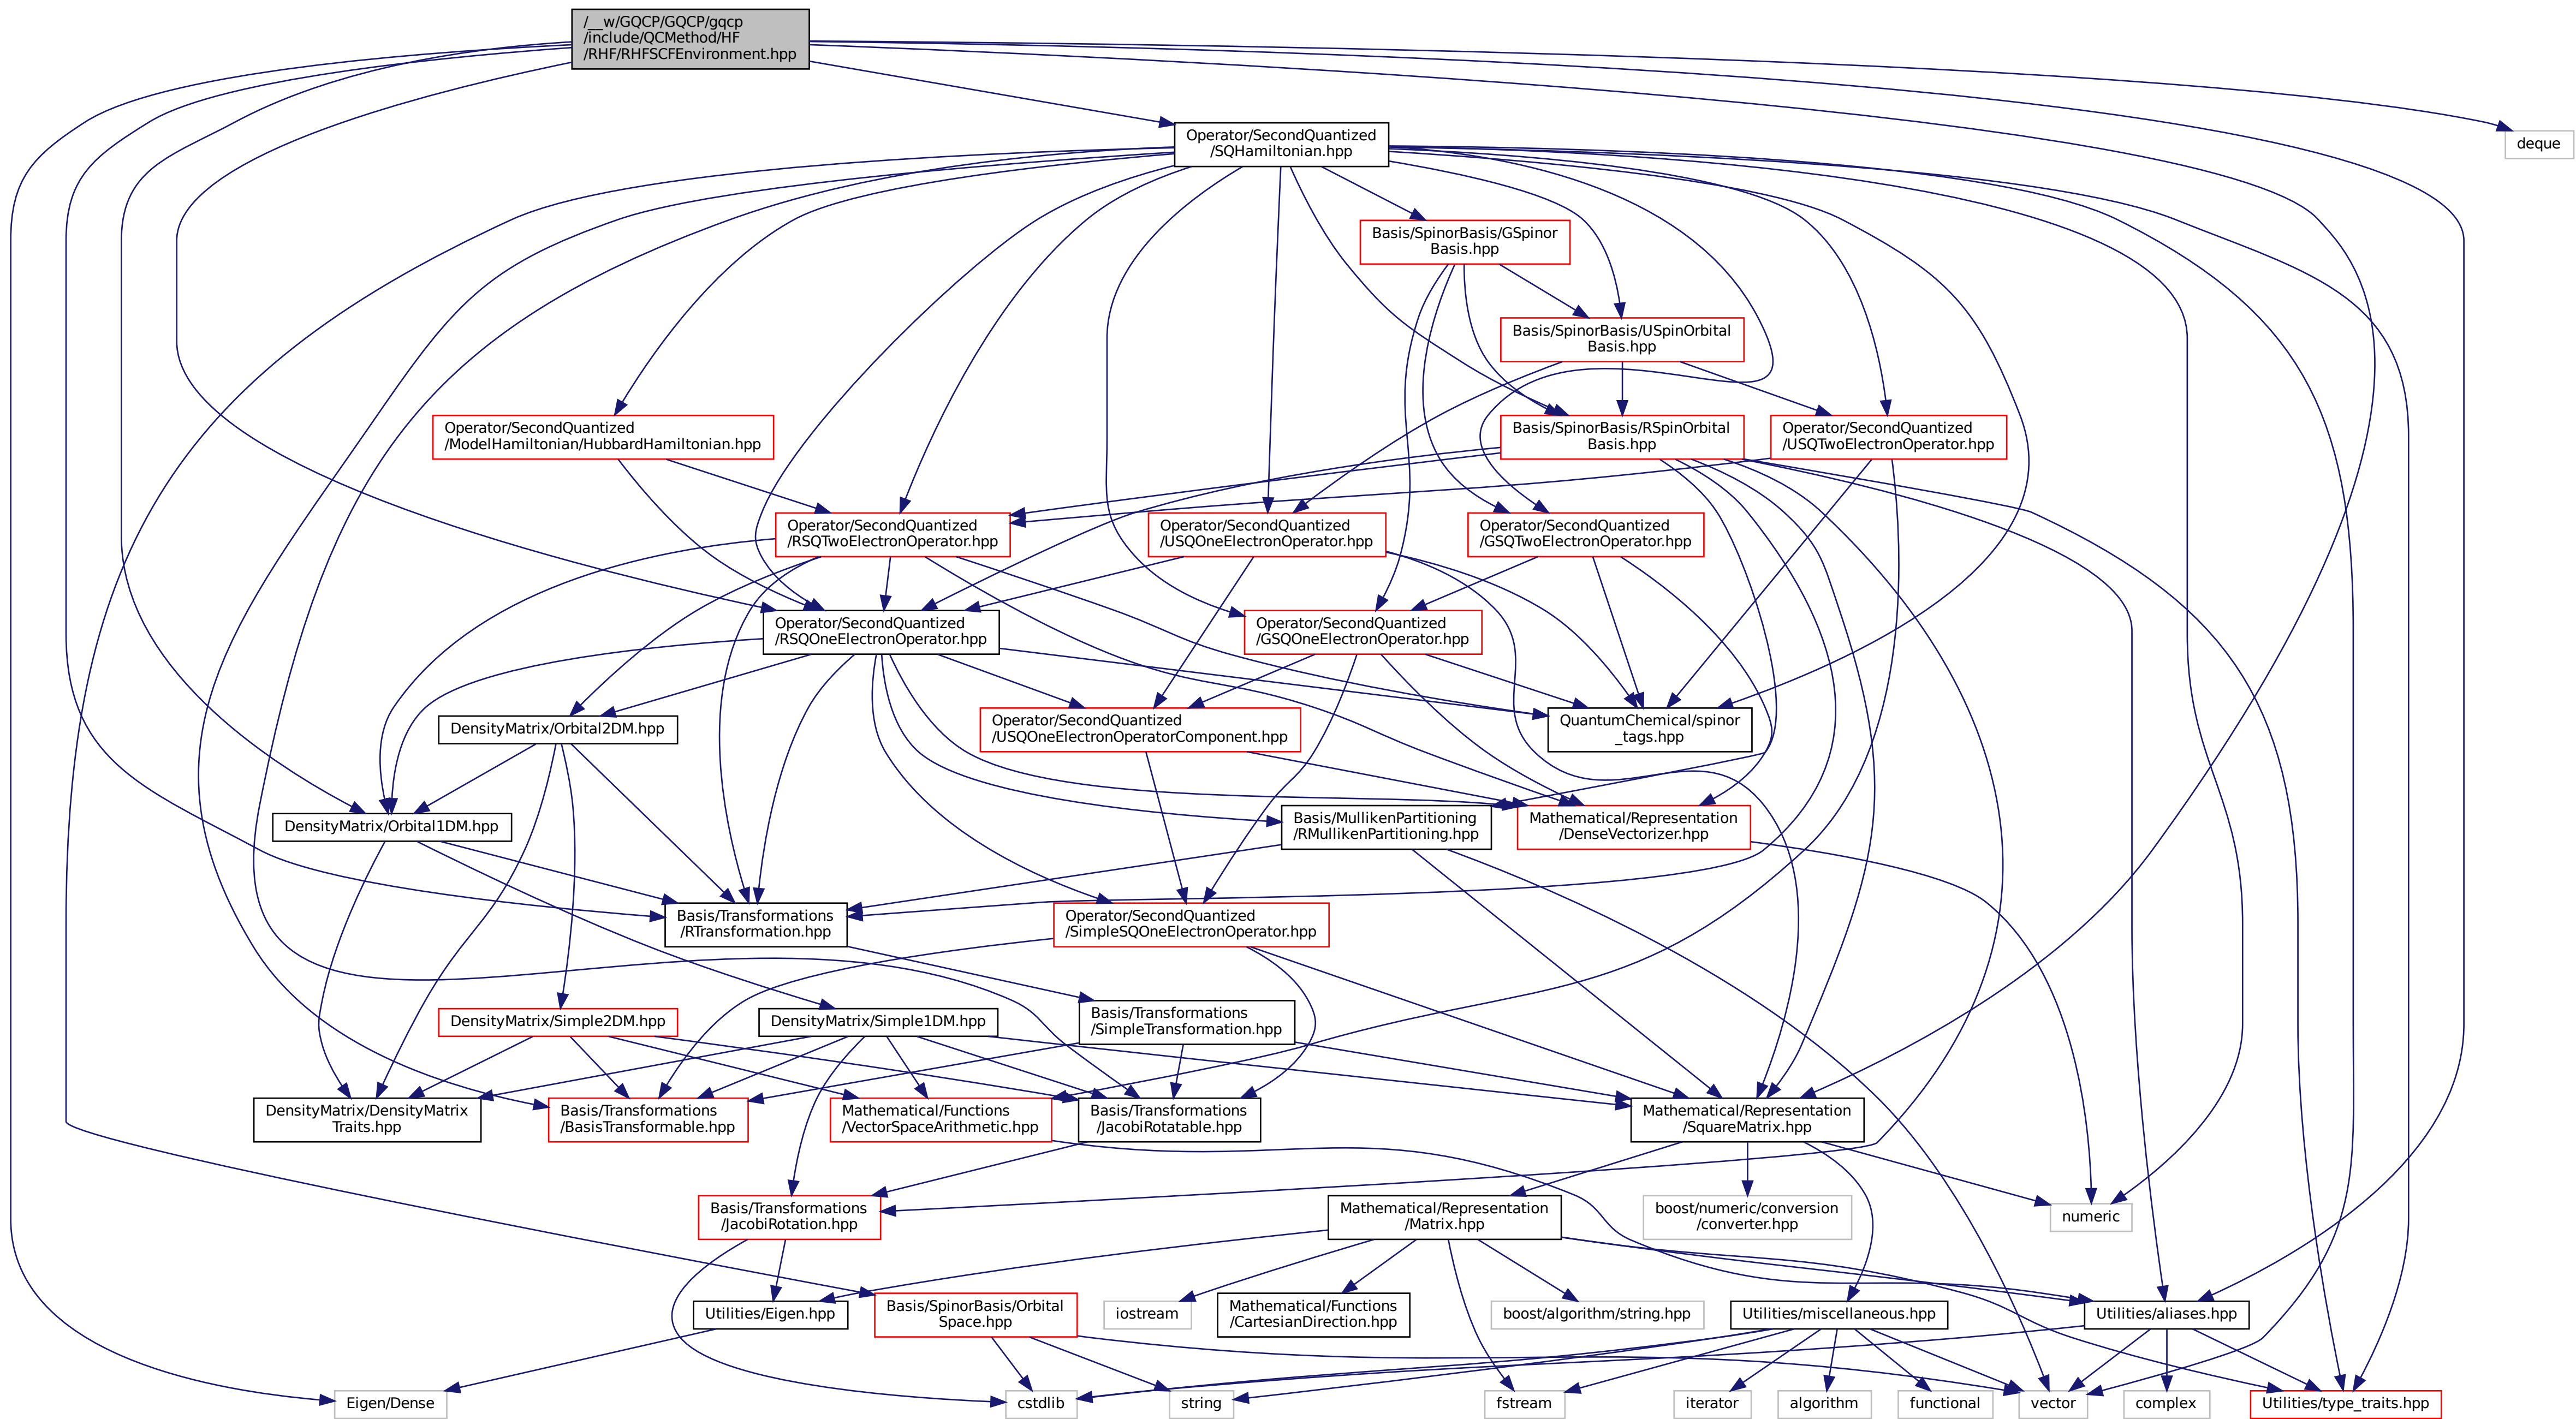 /__w/GQCP/GQCP/gqcp
/include/QCMethod/HF
/RHF/RHFSCFEnvironment.hpp
Operator/SecondQuantized
/SQHamiltonian.hpp
deque
Basis/SpinorBasis/GSpinor
Basis.hpp
Basis/SpinorBasis/USpinOrbital
Basis.hpp
Operator/SecondQuantized
/ModelHamiltonian/HubbardHamiltonian.hpp
Basis/SpinorBasis/RSpinOrbital
Basis.hpp
Operator/SecondQuantized
/USQTwoElectronOperator.hpp
Operator/SecondQuantized
/RSQTwoElectronOperator.hpp
Operator/SecondQuantized
/USQOneElectronOperator.hpp
Operator/SecondQuantized
/GSQTwoElectronOperator.hpp
Operator/SecondQuantized
/RSQOneElectronOperator.hpp
Operator/SecondQuantized
/GSQOneElectronOperator.hpp
DensityMatrix/Orbital2DM.hpp
Operator/SecondQuantized
/USQOneElectronOperatorComponent.hpp
QuantumChemical/spinor
_tags.hpp
DensityMatrix/Orbital1DM.hpp
Basis/MullikenPartitioning
/RMullikenPartitioning.hpp
Mathematical/Representation
/DenseVectorizer.hpp
Basis/Transformations
/RTransformation.hpp
Operator/SecondQuantized
/SimpleSQOneElectronOperator.hpp
DensityMatrix/Simple2DM.hpp
DensityMatrix/Simple1DM.hpp
Basis/Transformations
/SimpleTransformation.hpp
DensityMatrix/DensityMatrix
Traits.hpp
Basis/Transformations
/BasisTransformable.hpp
Mathematical/Functions
/VectorSpaceArithmetic.hpp
Basis/Transformations
/JacobiRotatable.hpp
Mathematical/Representation
/SquareMatrix.hpp
Basis/Transformations
/JacobiRotation.hpp
Mathematical/Representation
/Matrix.hpp
boost/numeric/conversion
/converter.hpp
numeric
Utilities/Eigen.hpp
Basis/SpinorBasis/Orbital
Space.hpp
iostream
Mathematical/Functions
/CartesianDirection.hpp
boost/algorithm/string.hpp
Utilities/miscellaneous.hpp
Utilities/aliases.hpp
Eigen/Dense
cstdlib
string
fstream
iterator
algorithm
functional
vector
complex
Utilities/type_traits.hpp